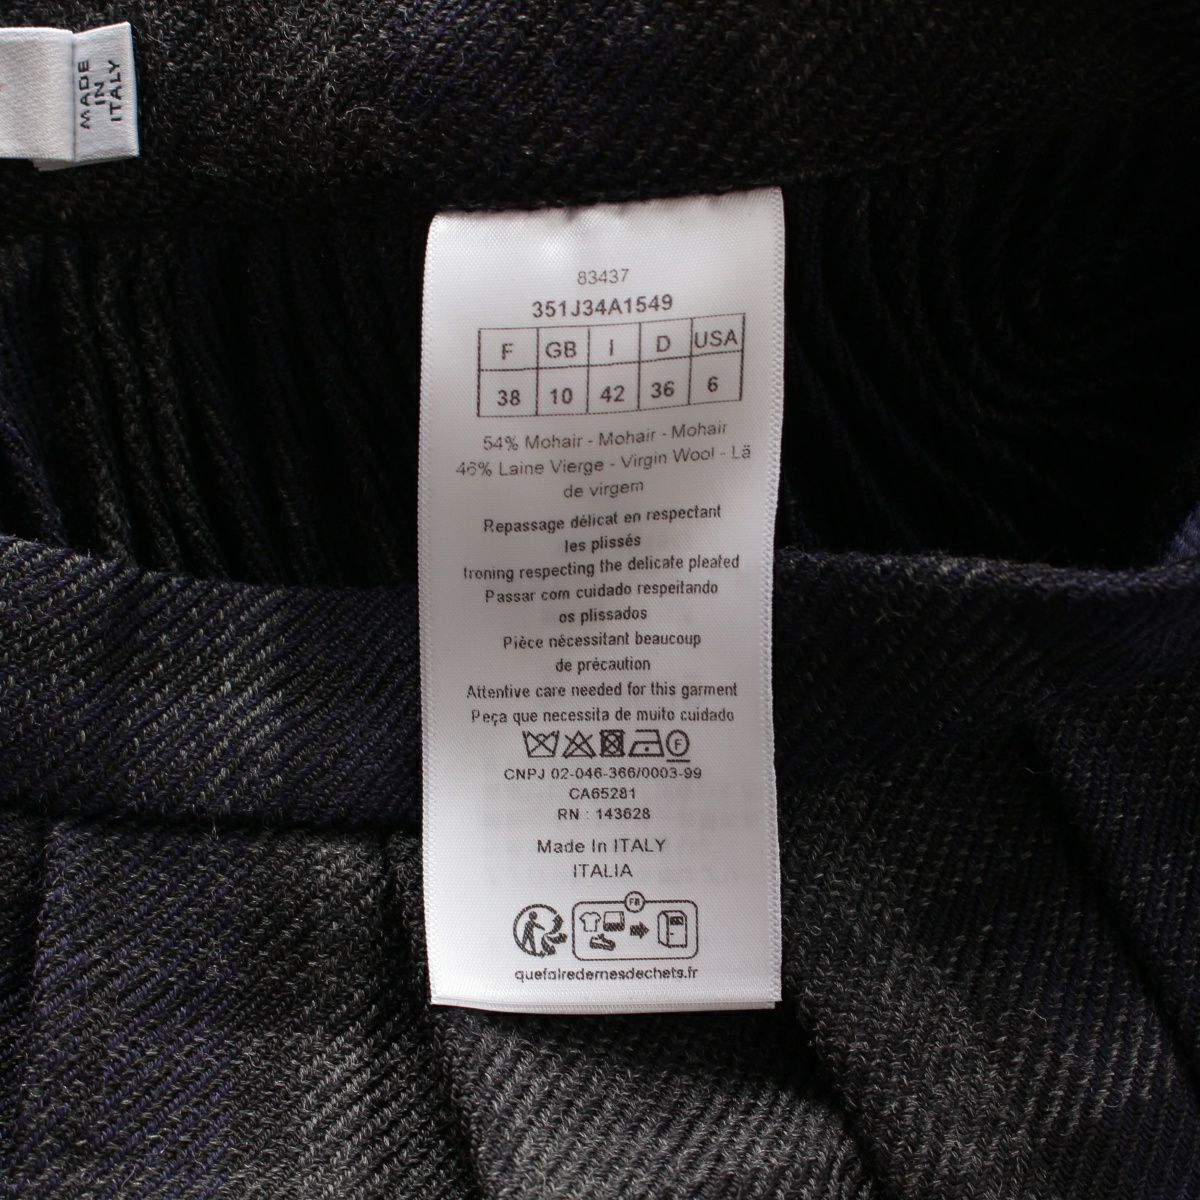 MADE
IN
ITALY
83437
351J34A1549
F GB I D USA
38 10 42 36 6
54% Mohair - Mohair - Mohair
46% Laine Vierge - Virgin Wool - Lã
de virgem
Repassage délicat en respectant
les plissés
Ironing respecting the delicate pleated
Passar com cuidado respeitando
os plissados
Pièce nécessitant beaucoup
de précaution
Attentive care needed for this garment
Peça que necessita de muito cuidado
F
CNPJ 02-046-366/0003-99
CA65281
RN : 143628
Made In ITALY
ITALIA
FR
quefairedemesdechets.fr